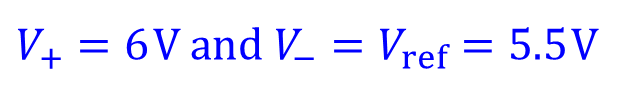 V₊ = 6V and V₋ = V_ref = 5.5V